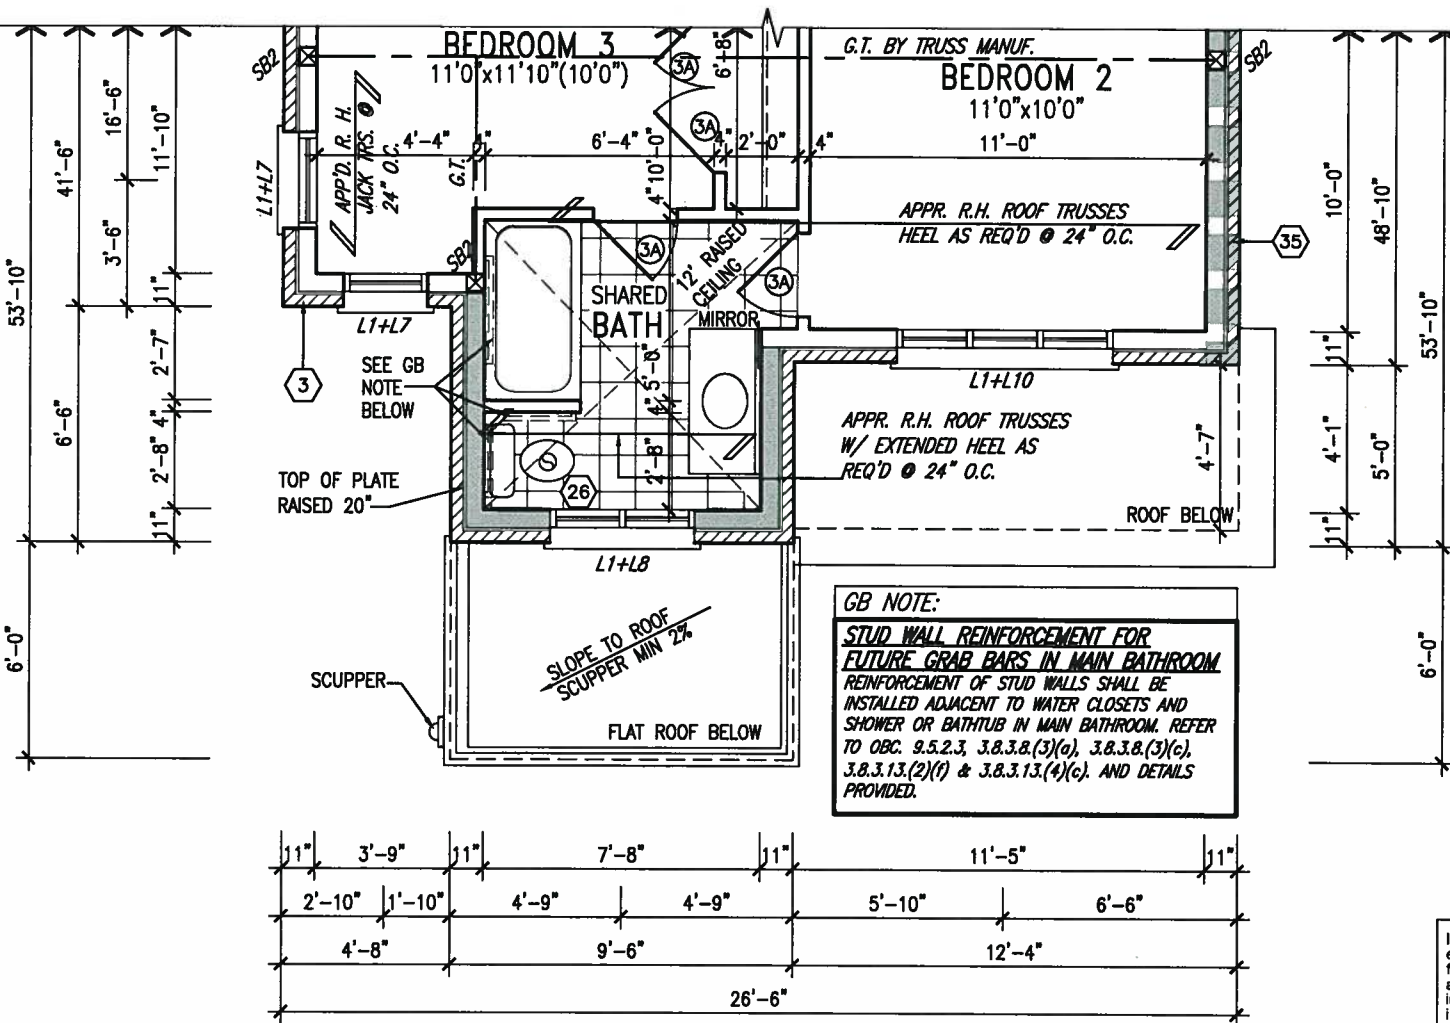 BEDROOM 3
11'0"x11'10"(10'0")
G.T. BY TRUSS MANUF.
BEDROOM 2
11'0"x10'0"
SB2
SB2
3A
3A
6'-8"
16'-6"
41'-6"
11'-10"
3'-6"
53'-10"
11"
2'-7"
6'-6"
4"
2'-8"
11"
6'-0"
L1+L7
APP'D. R. H.
JACK TRS. @
24" O.C.
4'-4"
4"
G.T.
6'-4"
4"
2'-0"
4"
11'-0"
10'-0"
4"
APPR. R.H. ROOF TRUSSES
HEEL AS REQ'D @ 24" O.C.
35
SB2
3A
12' RAISED
CEILING
3A
SHARED
BATH
MIRROR
L1+L7
3
SEE GB
NOTE
BELOW
5'-0"
4"
2'-8"
L1+L10
APPR. R.H. ROOF TRUSSES
W/ EXTENDED HEEL AS
REQ'D @ 24" O.C.
4'-7"
TOP OF PLATE
RAISED 20"
26
ROOF BELOW
L1+L8
10'-0"
48'-10"
53'-10"
11"
4'-1"
5'-0"
11"
6'-0"
SLOPE TO ROOF
SCUPPER MIN 2%
SCUPPER
FLAT ROOF BELOW
GB NOTE:
STUD WALL REINFORCEMENT FOR
FUTURE GRAB BARS IN MAIN BATHROOM
REINFORCEMENT OF STUD WALLS SHALL BE
INSTALLED ADJACENT TO WATER CLOSETS AND
SHOWER OR BATHTUB IN MAIN BATHROOM. REFER
TO OBC. 9.5.2.3, 3.8.3.8.(3)(a), 3.8.3.8.(3)(c),
3.8.3.13.(2)(f) & 3.8.3.13.(4)(c). AND DETAILS
PROVIDED.
11" 3'-9" 11" 7'-8" 11" 11'-5" 11"
2'-10" 1'-10" 4'-9" 4'-9" 5'-10" 6'-6"
4'-8" 9'-6" 12'-4"
26'-6"